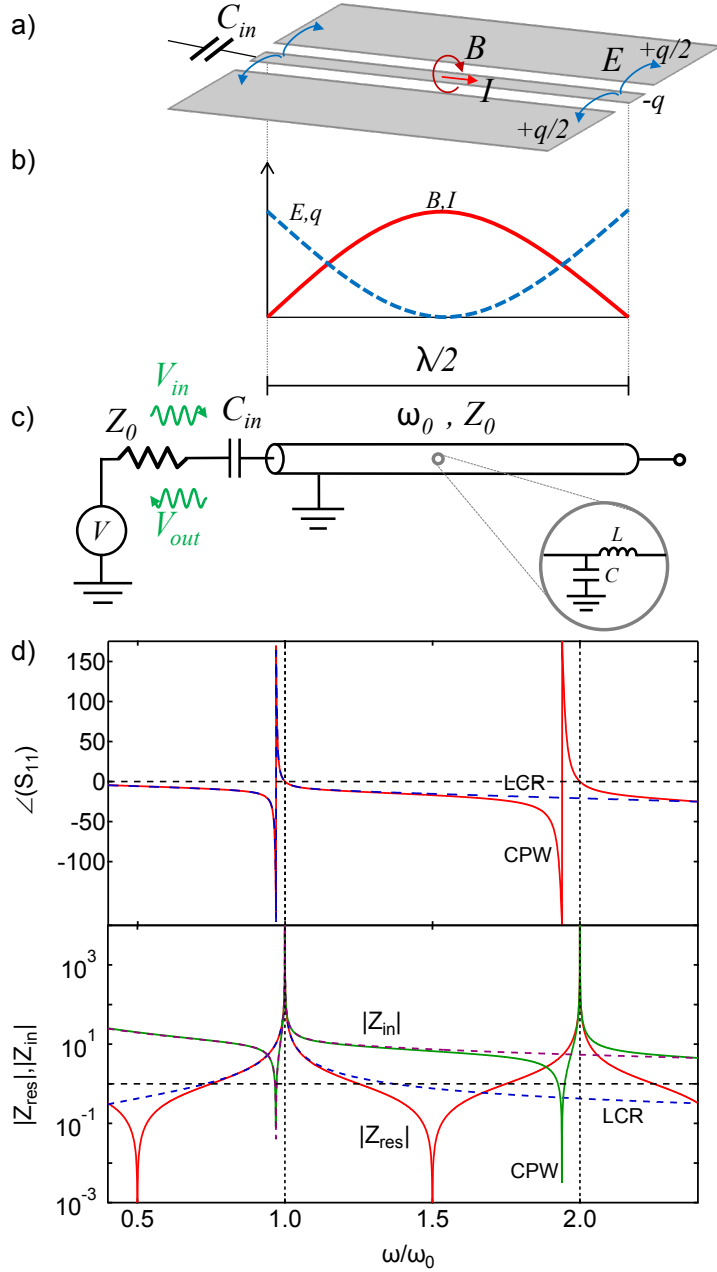 a)
C_in
B
I
E
+q/2
-q
+q/2
b)
E,q
B,I
λ/2
c)
V_in
Z_0
C_in
ω_0 , Z_0
V_out
V
L
C
d)
150
100
50
0
-50
-100
∠(S_11)
LCR
CPW
10^3
10^1
10^-1
10^-3
|Z_res|,|Z_in|
|Z_in|
|Z_res|
LCR
CPW
0.5 1.0 1.5 2.0
ω/ω_0